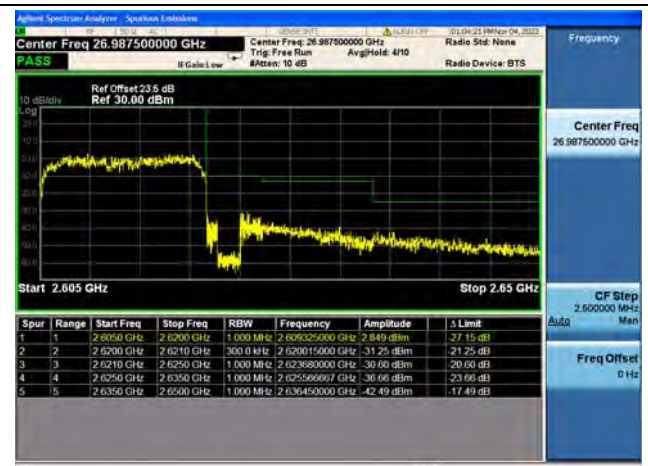 Agilent Spectrum Analyzer - Spurious Emissions
RF 50 Ω AC SENSE:INT ALIGN OFF 01:04:21 PM Nov 04, 2022
Center Freq 26.987500000 GHz
Center Freq: 26.987500000 GHz
Radio Std: None
Trig: Free Run Avg|Hold: 4/10
PASS
IFGain:Low
#Atten: 10 dB
Radio Device: BTS
Ref Offset 23.5 dB
10 dB/div Ref 30.00 dBm
Log
Start 2.605 GHz
Stop 2.65 GHz
Spur Range Start Freq Stop Freq RBW Frequency Amplitude Δ Limit
1 1 2.6050 GHz 2.6200 GHz 1.000 MHz 2.609325000 GHz 2.849 dBm -27.15 dB
2 2 2.6200 GHz 2.6210 GHz 300.0 kHz 2.620015000 GHz -31.25 dBm -21.25 dB
3 3 2.6210 GHz 2.6250 GHz 1.000 MHz 2.623680000 GHz -30.60 dBm -20.60 dB
4 4 2.6250 GHz 2.6350 GHz 1.000 MHz 2.625566667 GHz -36.66 dBm -23.66 dB
5 5 2.6350 GHz 2.6500 GHz 1.000 MHz 2.636450000 GHz -42.49 dBm -17.49 dB
Frequency
Center Freq
26.987500000 GHz
CF Step
2.500000 MHz
Auto Man
Freq Offset
0 Hz